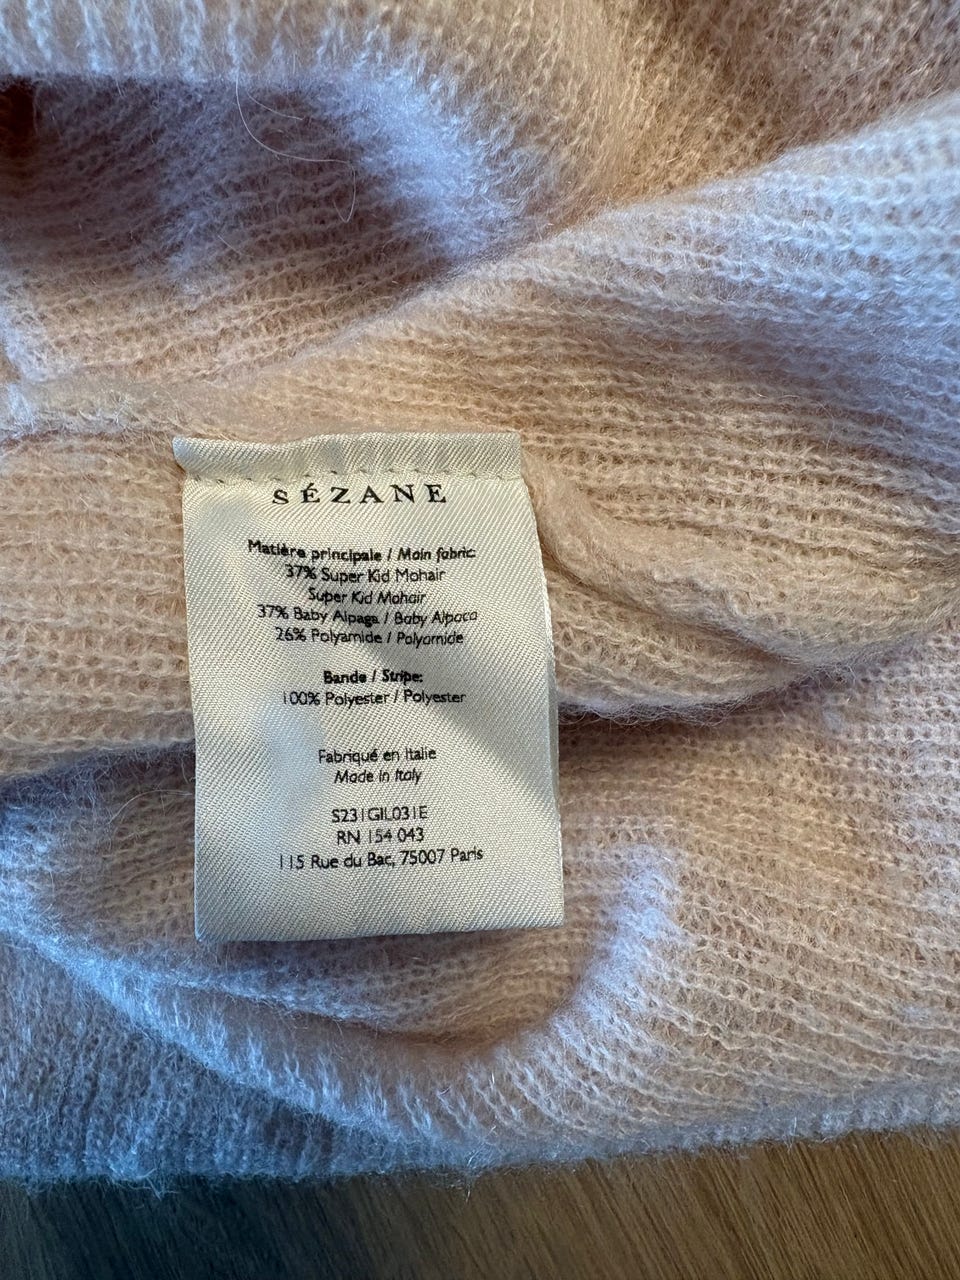 SÉZANE
Matière principale / Main fabric:
37% Super Kid Mohair
Super Kid Mohair
37% Baby Alpaga / Baby Alpaca
26% Polyamide / Polyamide
Bande / Stripe:
100% Polyester / Polyester
Fabriqué en Italie
Made in Italy
S231GIL031E
RN 154 043
115 Rue du Bac, 75007 Paris